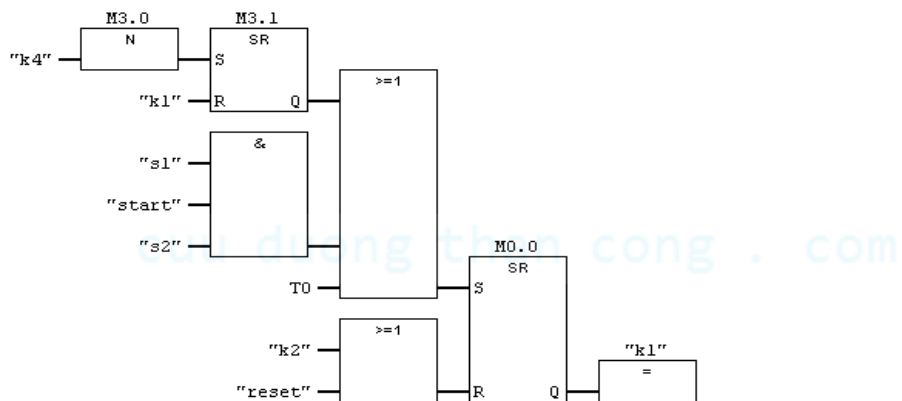 M3.0 M3.1
N SR
"k4" S
"k1" R Q >=1
&
"s1"
"start"
"s2" M0.0
cuu duong than cong . com
SR
T0 S
>=1
"k2" "k1"
=
"reset" R Q